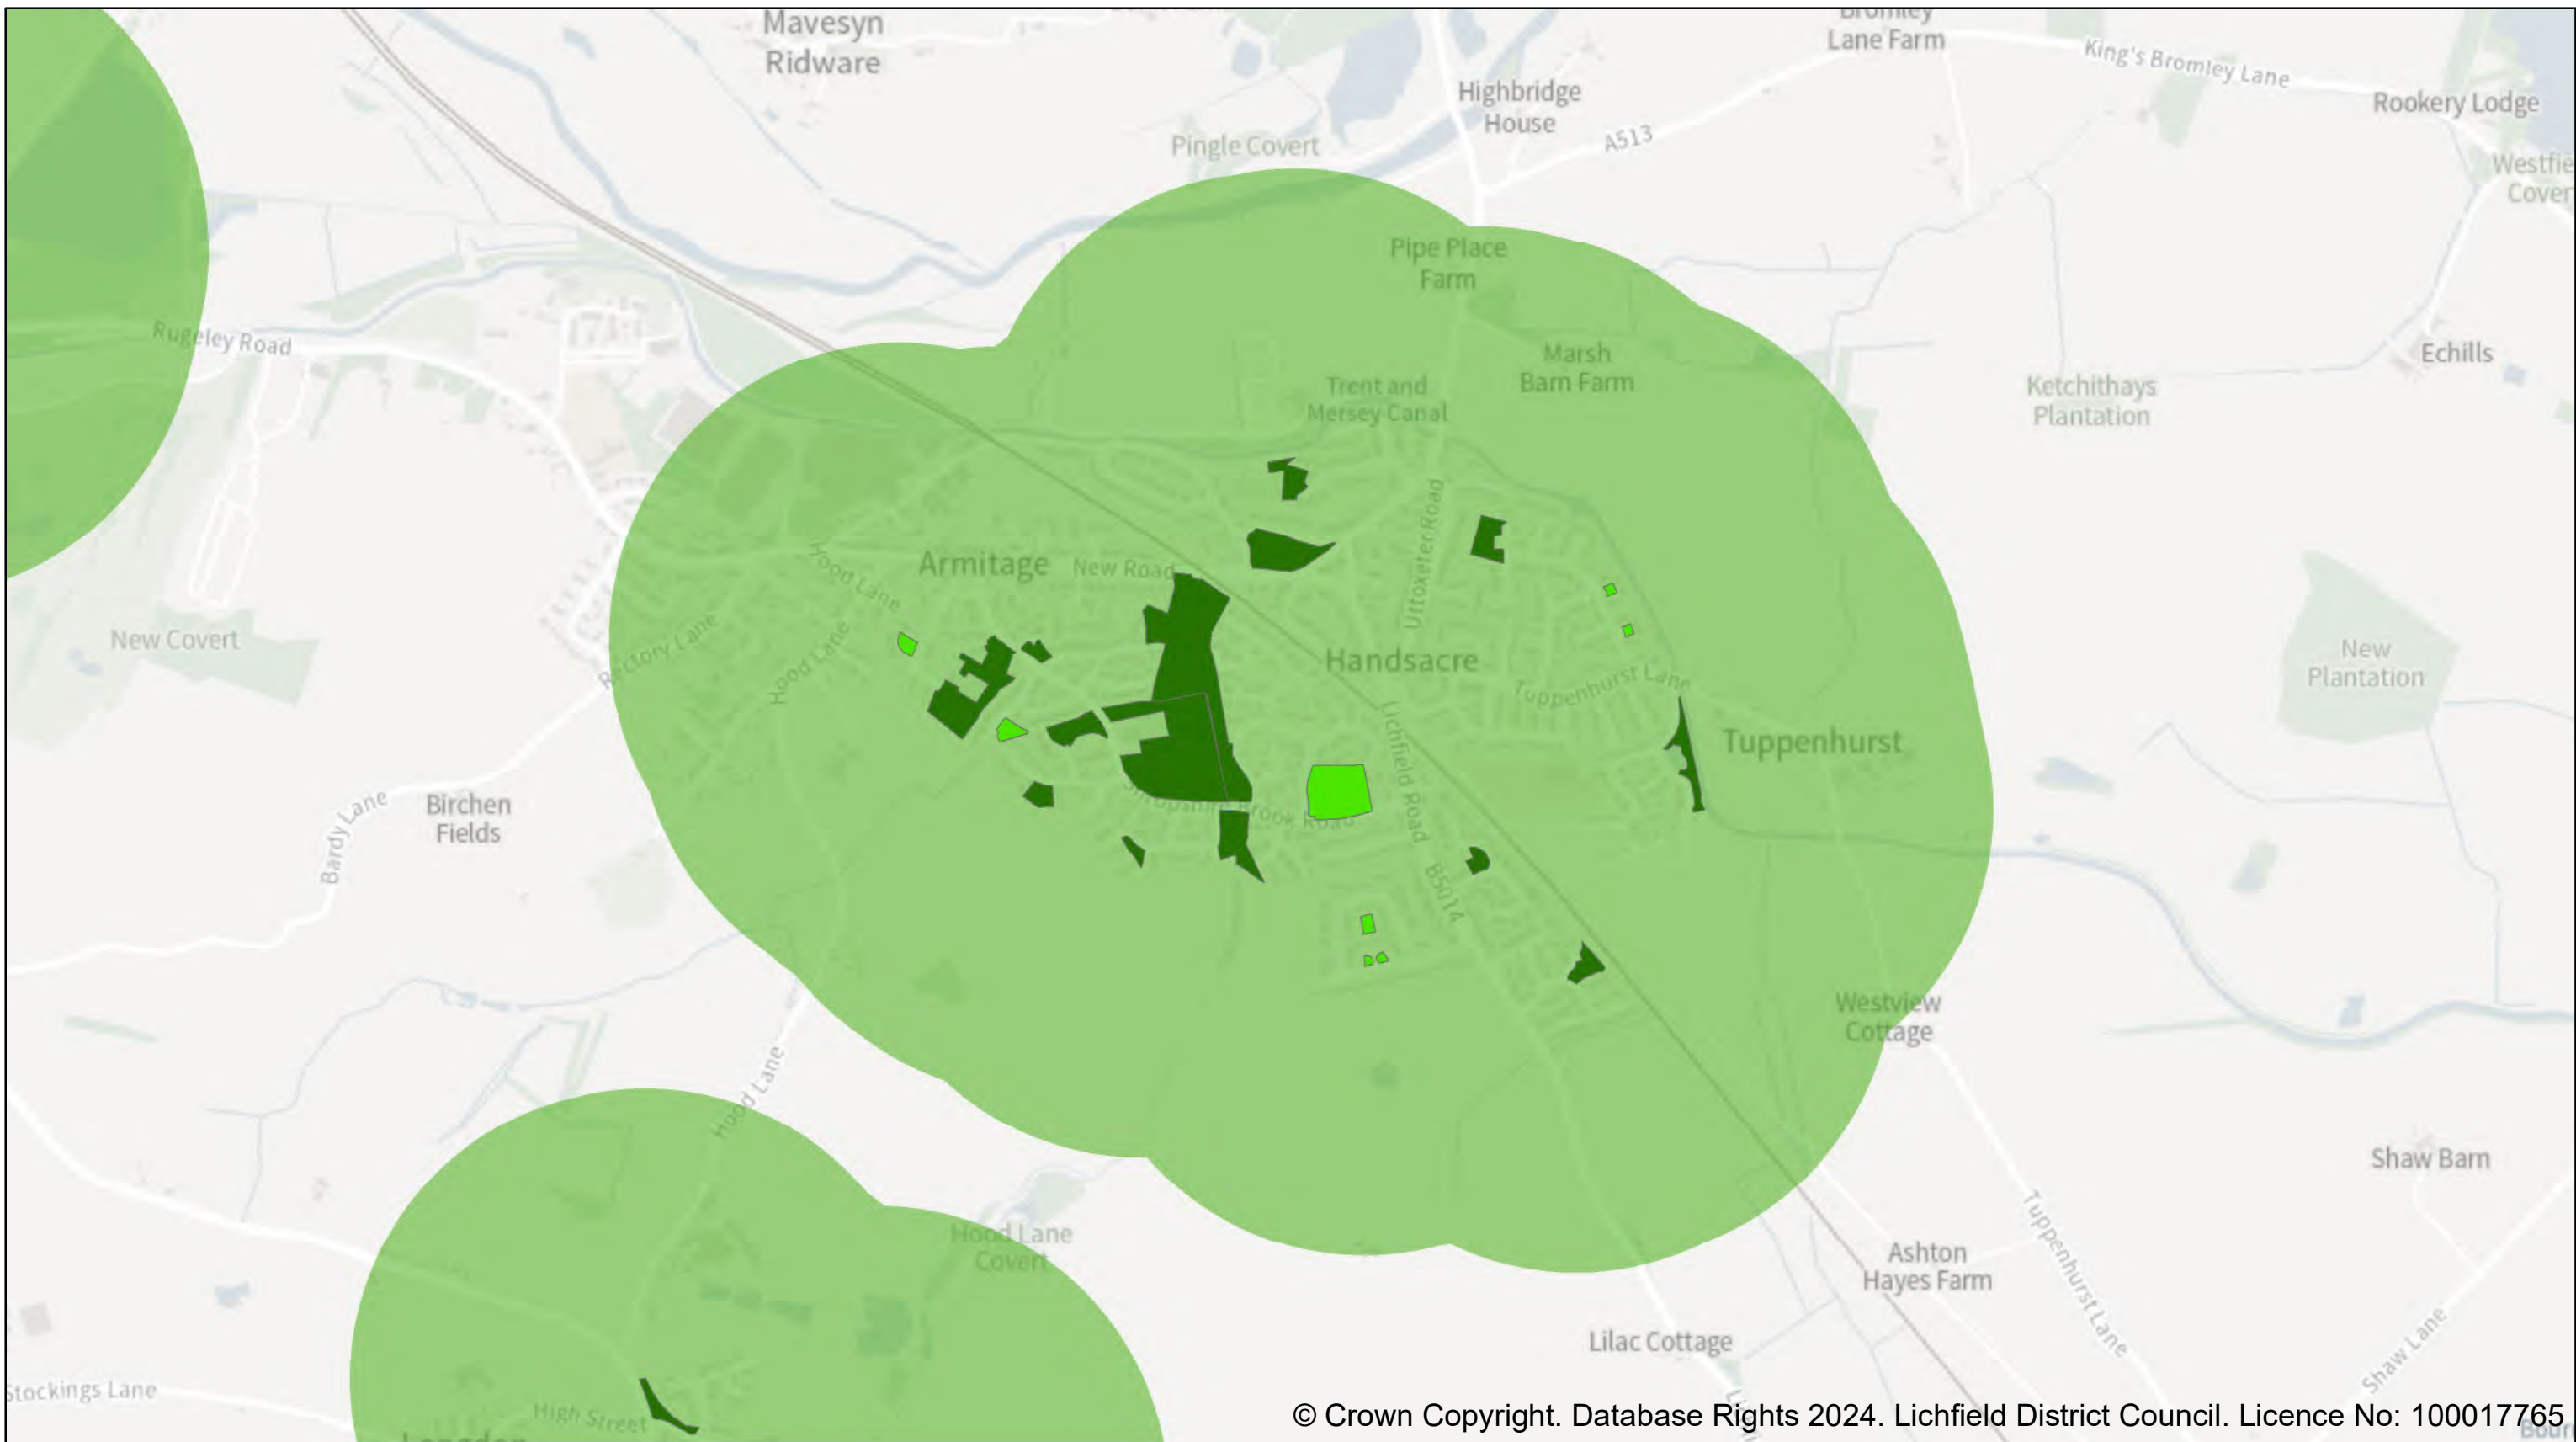 Mavesyn
Ridware
Lane Farm
King's Bromley Lane
Highbridge
House
Rookery Lodge
A513
Pingle Covert
Pipe Place
Farm
Rugeley Road
Marsh
Barn Farm
Echills
Trent and
Mersey Canal
Ketchithays
Plantation
Uttoxeter Road
Hood Lane
Armitage
New Road
New Covert
Rectory Lane
Hood Lane
Handsacre
New
Plantation
Tuppenhurst Lane
Tuppenhurst
Lichfield Road
Birchen
Fields
Bardy Lane
Brook Road
B5014
Westview
Cottage
Hood Lane
Shaw Barn
Hood Lane
Covert
Tuppenhurst Lane
Ashton
Hayes Farm
Lilac Cottage
Shaw Lane
Stockings Lane
High Street
© Crown Copyright. Database Rights 2024. Lichfield District Council. Licence No: 100017765